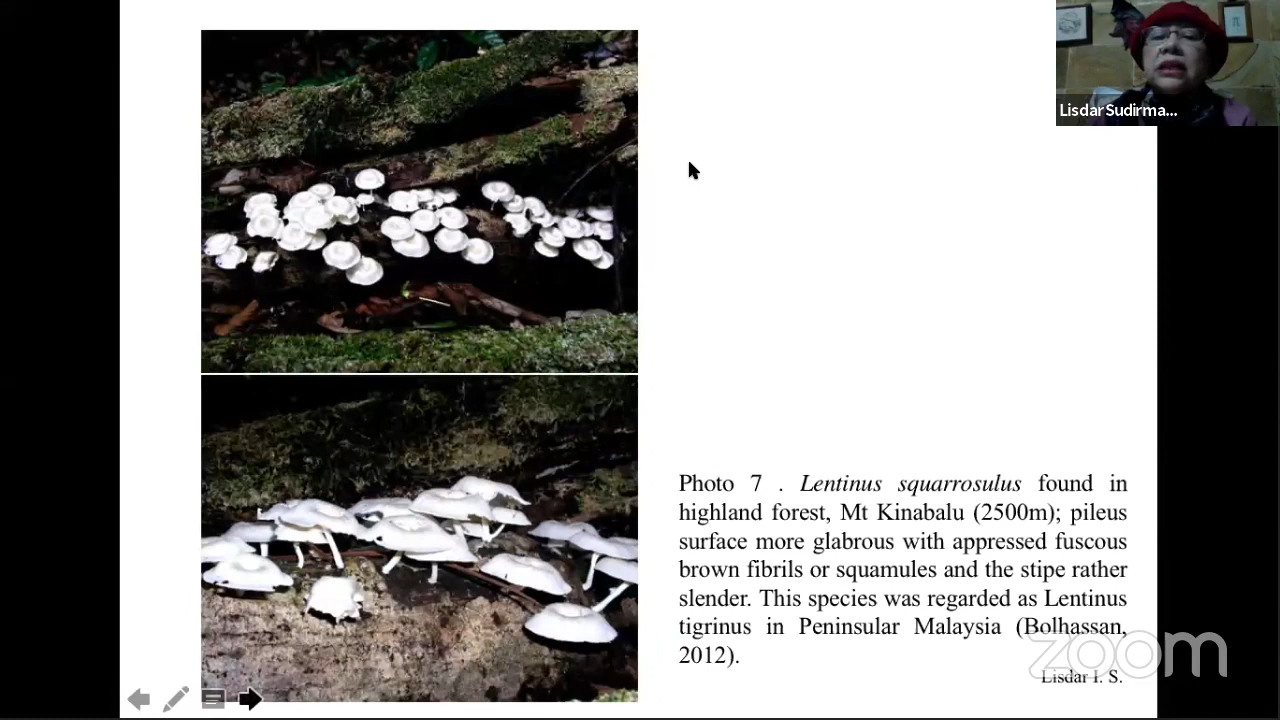 LisdarSudirma...
Photo 7 . Lentinus squarrosulus found in
highland forest, Mt Kinabalu (2500m); pileus
surface more glabrous with appressed fuscous
brown fibrils or squamules and the stipe rather
slender. This species was regarded as Lentinus
tigrinus in Peninsular Malaysia (Bolhassan,
2012).
zoom
Lisdar I. S.